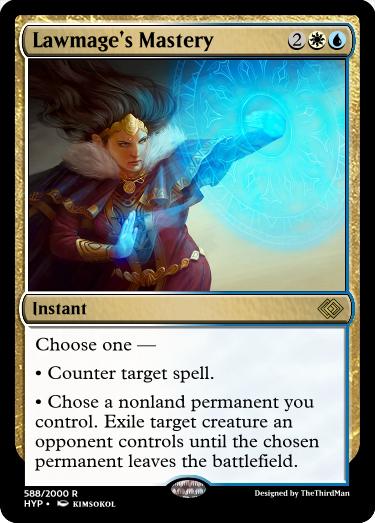 Lawmage's Mastery 2
Instant
Choose one —
• Counter target spell.
• Chose a nonland permanent you
control. Exile target creature an
opponent controls until the chosen
permanent leaves the battlefield.
588/2000 R
HYP • KIMSOKOL
Designed by TheThirdMan